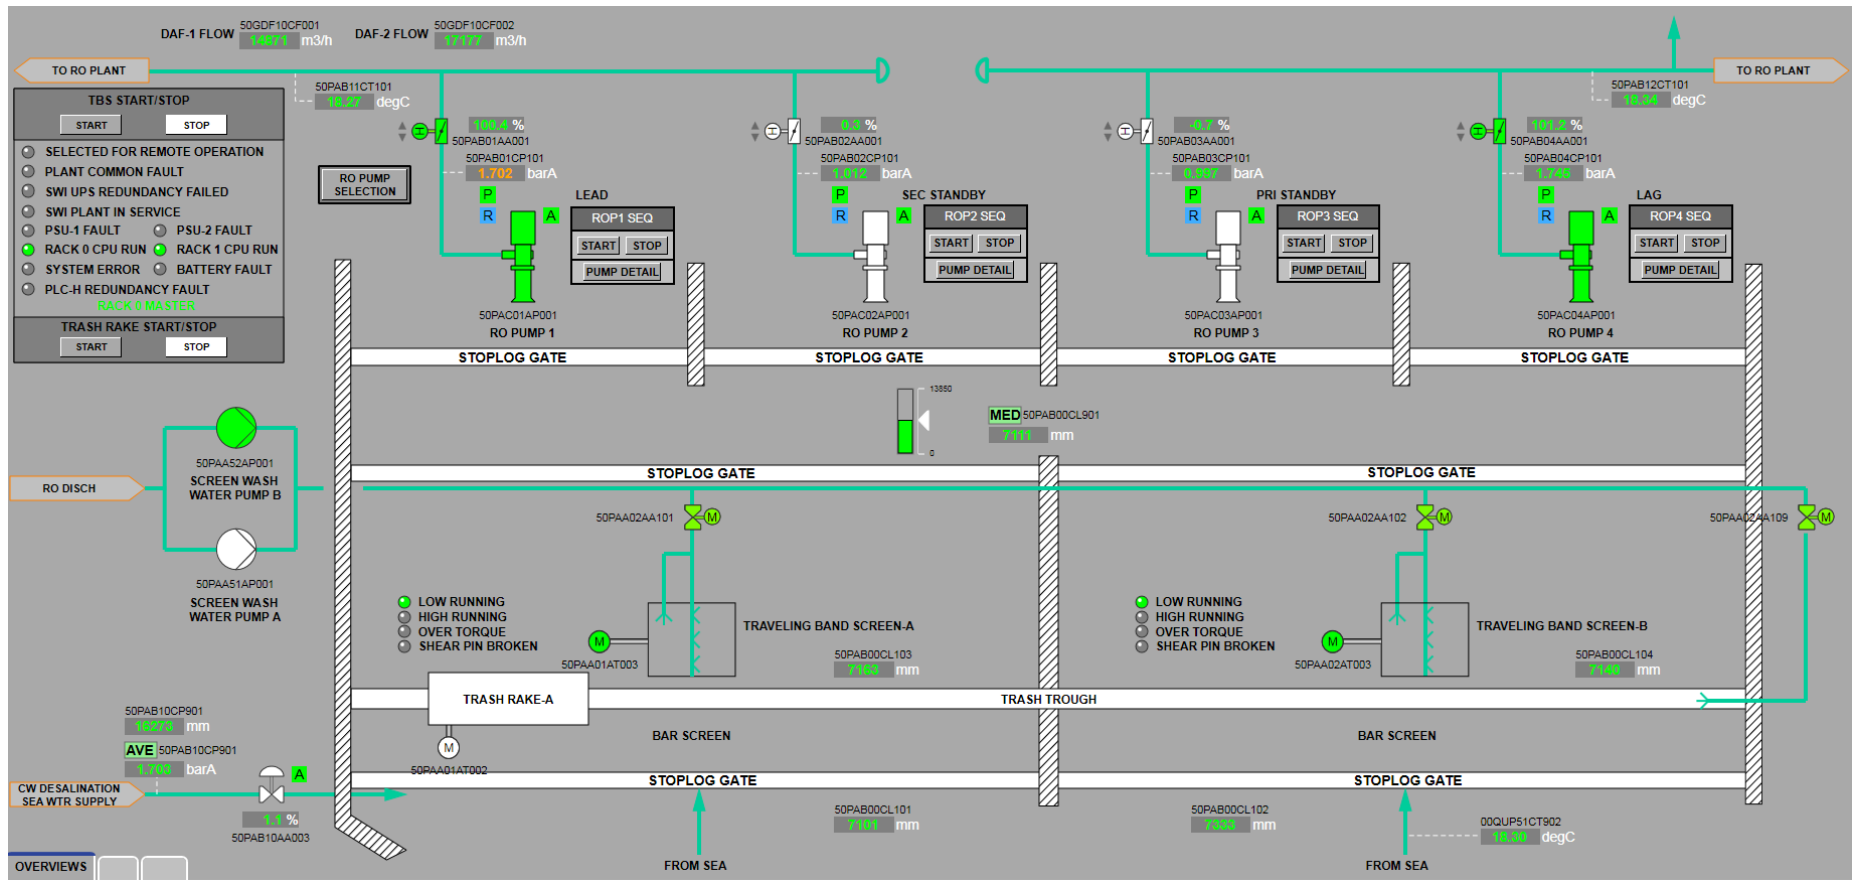 50GDF10CF001
DAF-1 FLOW 14871 m3/h
50GDF10CF002
DAF-2 FLOW 17177 m3/h
TO RO PLANT
TO RO PLANT
50PAB11CT101
18.27 degC
50PAB12CT101
18.34 degC
TBS START/STOP
START STOP
SELECTED FOR REMOTE OPERATION
PLANT COMMON FAULT
SWI UPS REDUNDANCY FAILED
SWI PLANT IN SERVICE
PSU-1 FAULT PSU-2 FAULT
RACK 0 CPU RUN RACK 1 CPU RUN
SYSTEM ERROR BATTERY FAULT
PLC-H REDUNDANCY FAULT
RACK 0 MASTER
TRASH RAKE START/STOP
START STOP
RO PUMP
SELECTION
100.4 %
50PAB01AA001
50PAB01CP101
1.702 barA
P
R
A
LEAD
ROP1 SEQ
START STOP
PUMP DETAIL
50PAC01AP001
RO PUMP 1
0.3 %
50PAB02AA001
50PAB02CP101
1.012 barA
P
R
A
SEC STANDBY
ROP2 SEQ
START STOP
PUMP DETAIL
50PAC02AP001
RO PUMP 2
-0.7 %
50PAB03AA001
50PAB03CP101
0.997 barA
P
R
A
PRI STANDBY
ROP3 SEQ
START STOP
PUMP DETAIL
50PAC03AP001
RO PUMP 3
101.2 %
50PAB04AA001
50PAB04CP101
1.745 barA
P
R
A
LAG
ROP4 SEQ
START STOP
PUMP DETAIL
50PAC04AP001
RO PUMP 4
STOPLOG GATE STOPLOG GATE STOPLOG GATE STOPLOG GATE
13850
0
MED 50PAB00CL901
7111 mm
50PAA52AP001
SCREEN WASH
WATER PUMP B
RO DISCH
50PAA51AP001
SCREEN WASH
WATER PUMP A
STOPLOG GATE STOPLOG GATE
50PAA02AA101 M
50PAA02AA102 M
50PAA02AA109 M
LOW RUNNING
HIGH RUNNING
OVER TORQUE
SHEAR PIN BROKEN
M
50PAA01AT003
TRAVELING BAND SCREEN-A
50PAB00CL103
7163 mm
LOW RUNNING
HIGH RUNNING
OVER TORQUE
SHEAR PIN BROKEN
M
50PAA02AT003
TRAVELING BAND SCREEN-B
50PAB00CL104
7140 mm
TRASH RAKE-A
TRASH TROUGH
M
50PAA01AT002
BAR SCREEN BAR SCREEN
50PAB10CP901
16273 mm
AVE 50PAB10CP901
1.703 barA
CW DESALINATION
SEA WTR SUPPLY
A
1.1 %
50PAB10AA003
STOPLOG GATE STOPLOG GATE
50PAB00CL101
7101 mm
50PAB00CL102
7333 mm
00QUP51CT902
18.30 degC
FROM SEA FROM SEA
OVERVIEWS